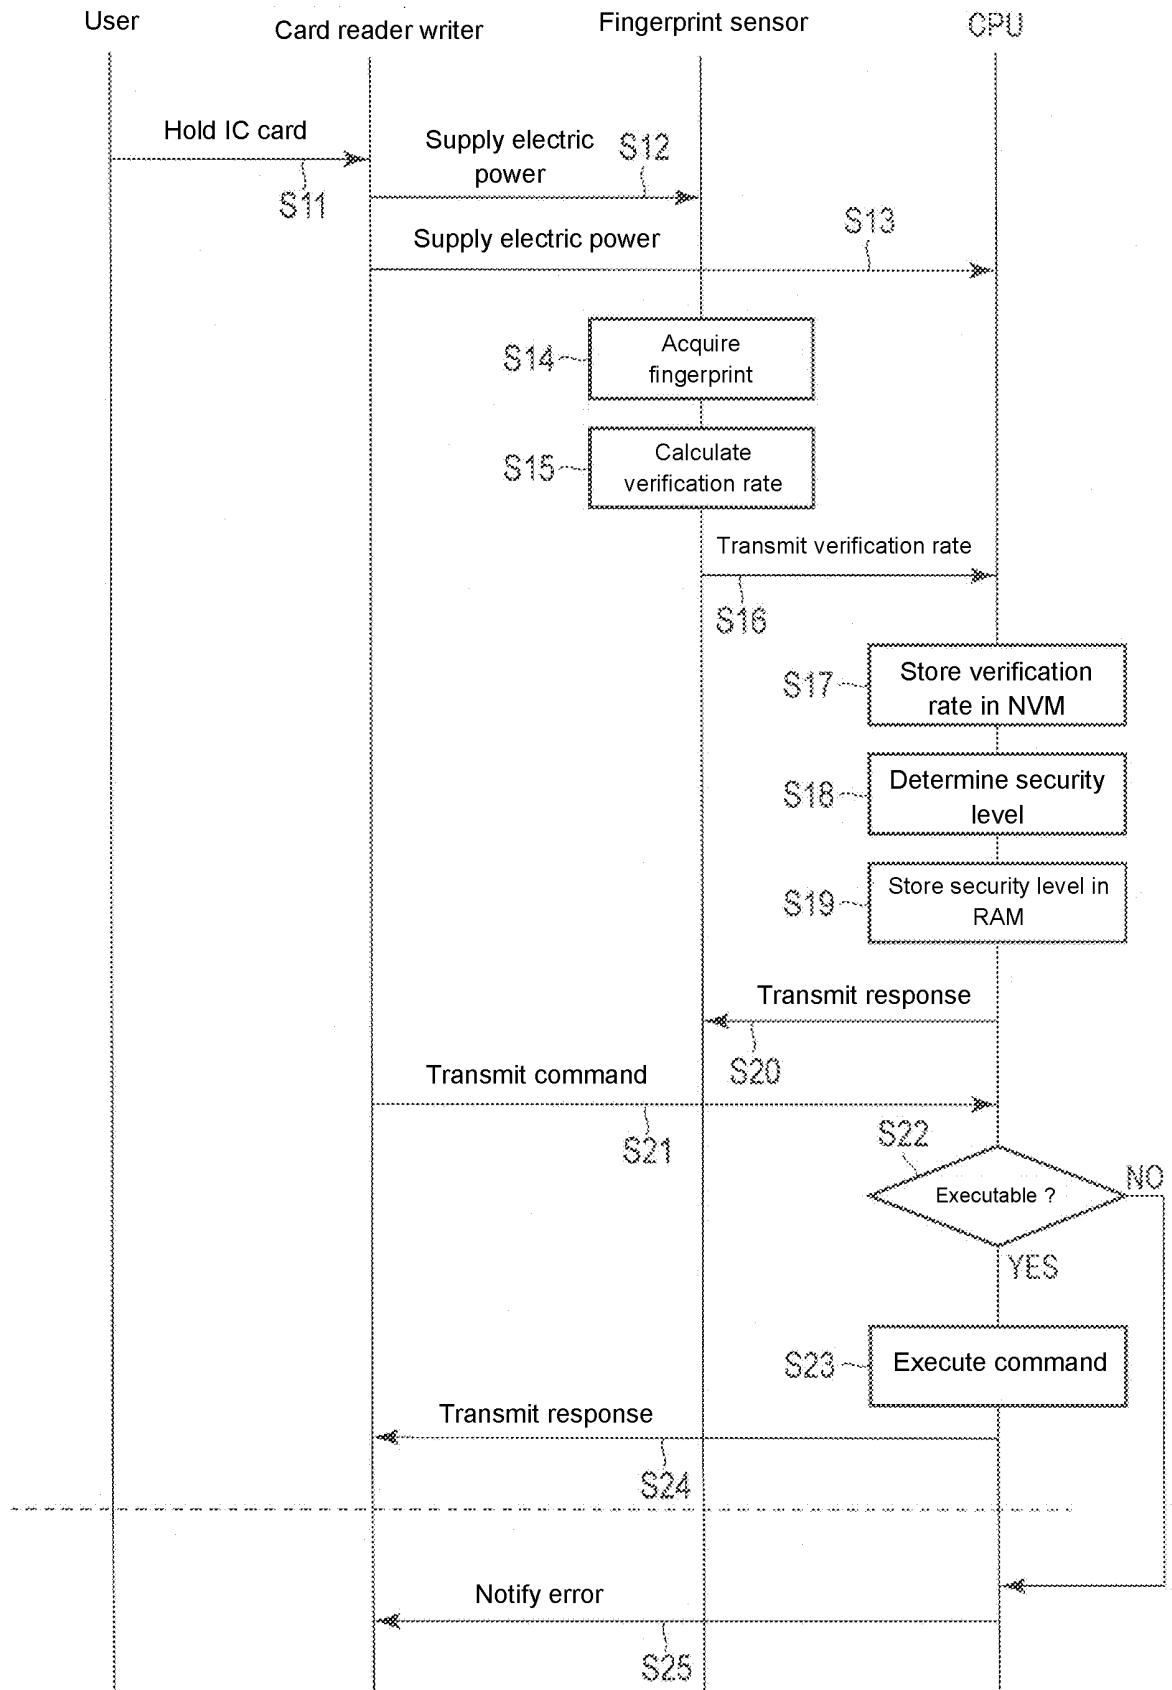 User
Card reader writer
Fingerprint sensor
CPU
Hold IC card
S11
Supply electric
power
S12
Supply electric power
S13
S14
Acquire
fingerprint
S15
Calculate
verification rate
Transmit verification rate
S16
S17
Store verification
rate in NVM
S18
Determine security
level
S19
Store security level in
RAM
Transmit response
S20
Transmit command
S21
S22
Executable ?
NO
YES
S23
Execute command
Transmit response
S24
Notify error
S25